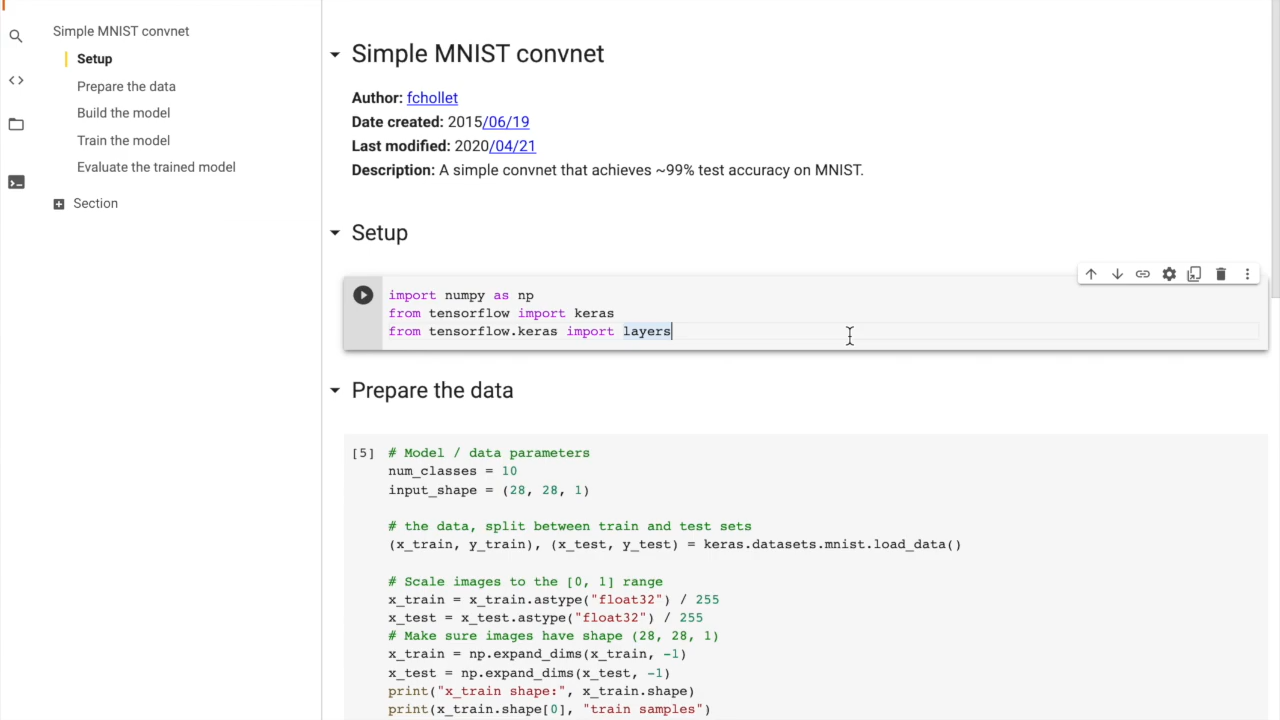 Simple MNIST convnet
Setup
Prepare the data
Build the model
Train the model
Evaluate the trained model
Section
Simple MNIST convnet
Author: fchollet
Date created: 2015/06/19
Last modified: 2020/04/21
Description: A simple convnet that achieves ~99% test accuracy on MNIST.
Setup
import numpy as np
from tensorflow import keras
from tensorflow.keras import layers
Prepare the data
[5] # Model / data parameters
num_classes = 10
input_shape = (28, 28, 1)
# the data, split between train and test sets
(x_train, y_train), (x_test, y_test) = keras.datasets.mnist.load_data()
# Scale images to the [0, 1] range
x_train = x_train.astype("float32") / 255
x_test = x_test.astype("float32") / 255
# Make sure images have shape (28, 28, 1)
x_train = np.expand_dims(x_train, -1)
x_test = np.expand_dims(x_test, -1)
print("x_train shape:", x_train.shape)
print(x_train.shape[0], "train samples")